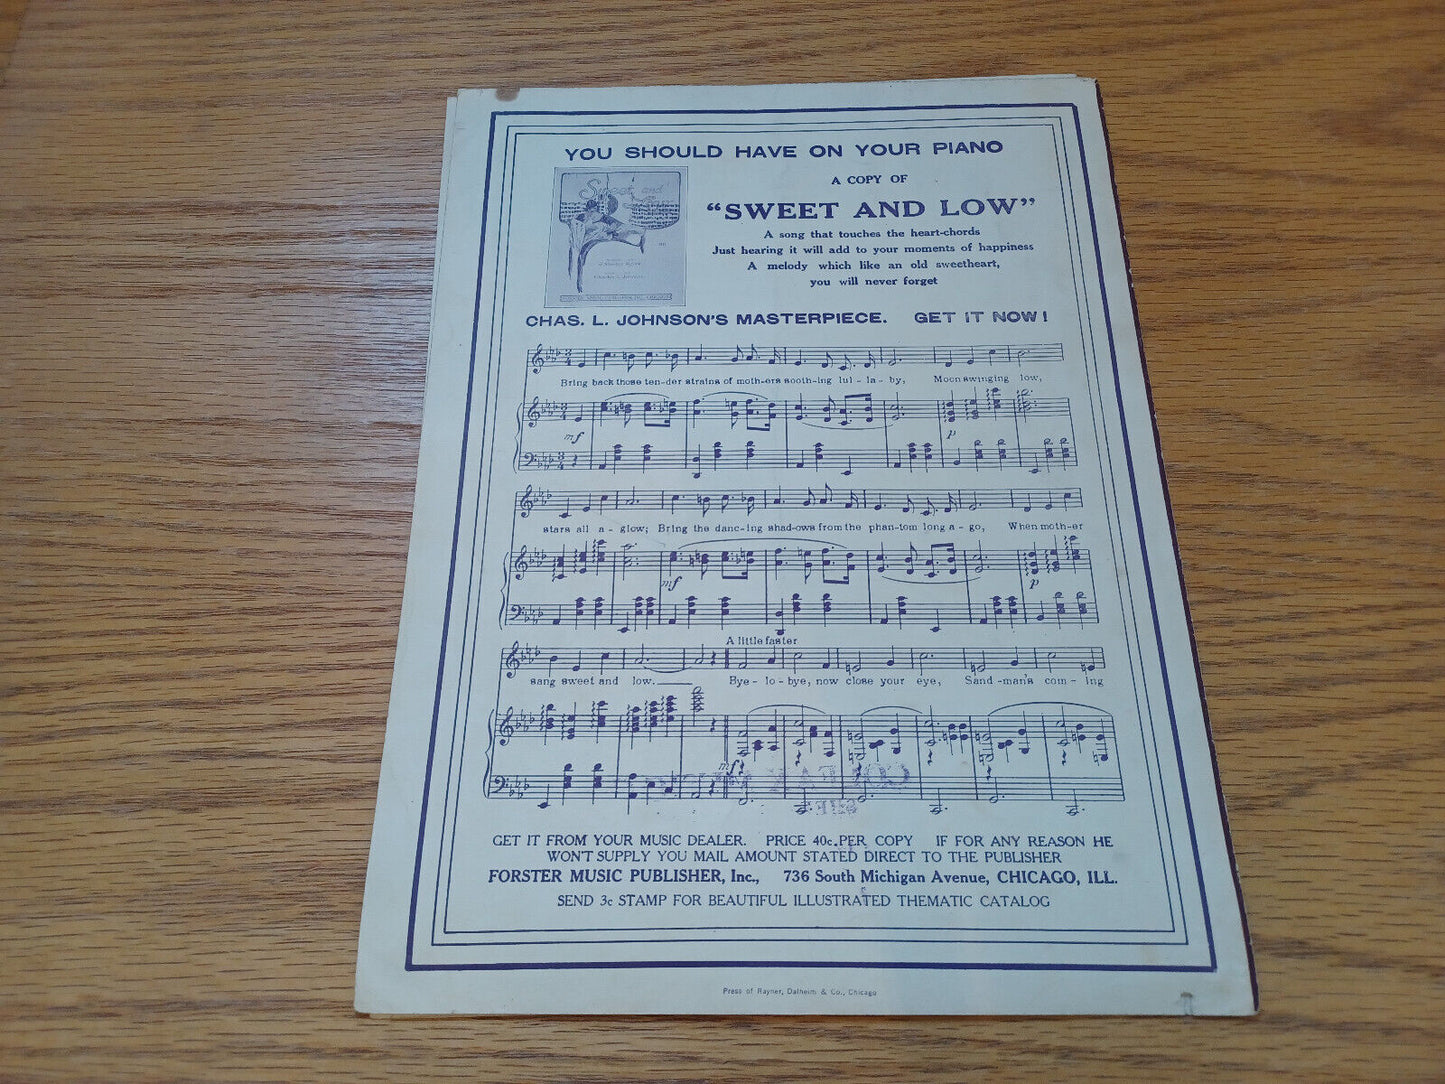 YOU SHOULD HAVE ON YOUR PIANO
Sweet and
A COPY OF
"SWEET AND LOW"
A song that touches the heart-chords
Just hearing it will add to your moments of happiness
A melody which like an old sweetheart,
you will never forget
CHAS. L. JOHNSON'S MASTERPIECE. GET IT NOW!
Bring back those ten-der strains of moth-ers sooth-ing lul-la-by, Moon swinging low,
mf
p
stars all a-glow; Bring the danc-ing shad-ows from the phan-tom long a-go, When moth-er
mf
p
A little faster
sang sweet and low. Bye-lo-bye, now close your eye, Sand-man's com-ing
mf
GET IT FROM YOUR MUSIC DEALER. PRICE 40c. PER COPY IF FOR ANY REASON HE
WON'T SUPPLY YOU MAIL AMOUNT STATED DIRECT TO THE PUBLISHER
FORSTER MUSIC PUBLISHER, Inc., 736 South Michigan Avenue, CHICAGO, ILL.
SEND 3c STAMP FOR BEAUTIFUL ILLUSTRATED THEMATIC CATALOG
Press of Rayner, Dalheim & Co., Chicago